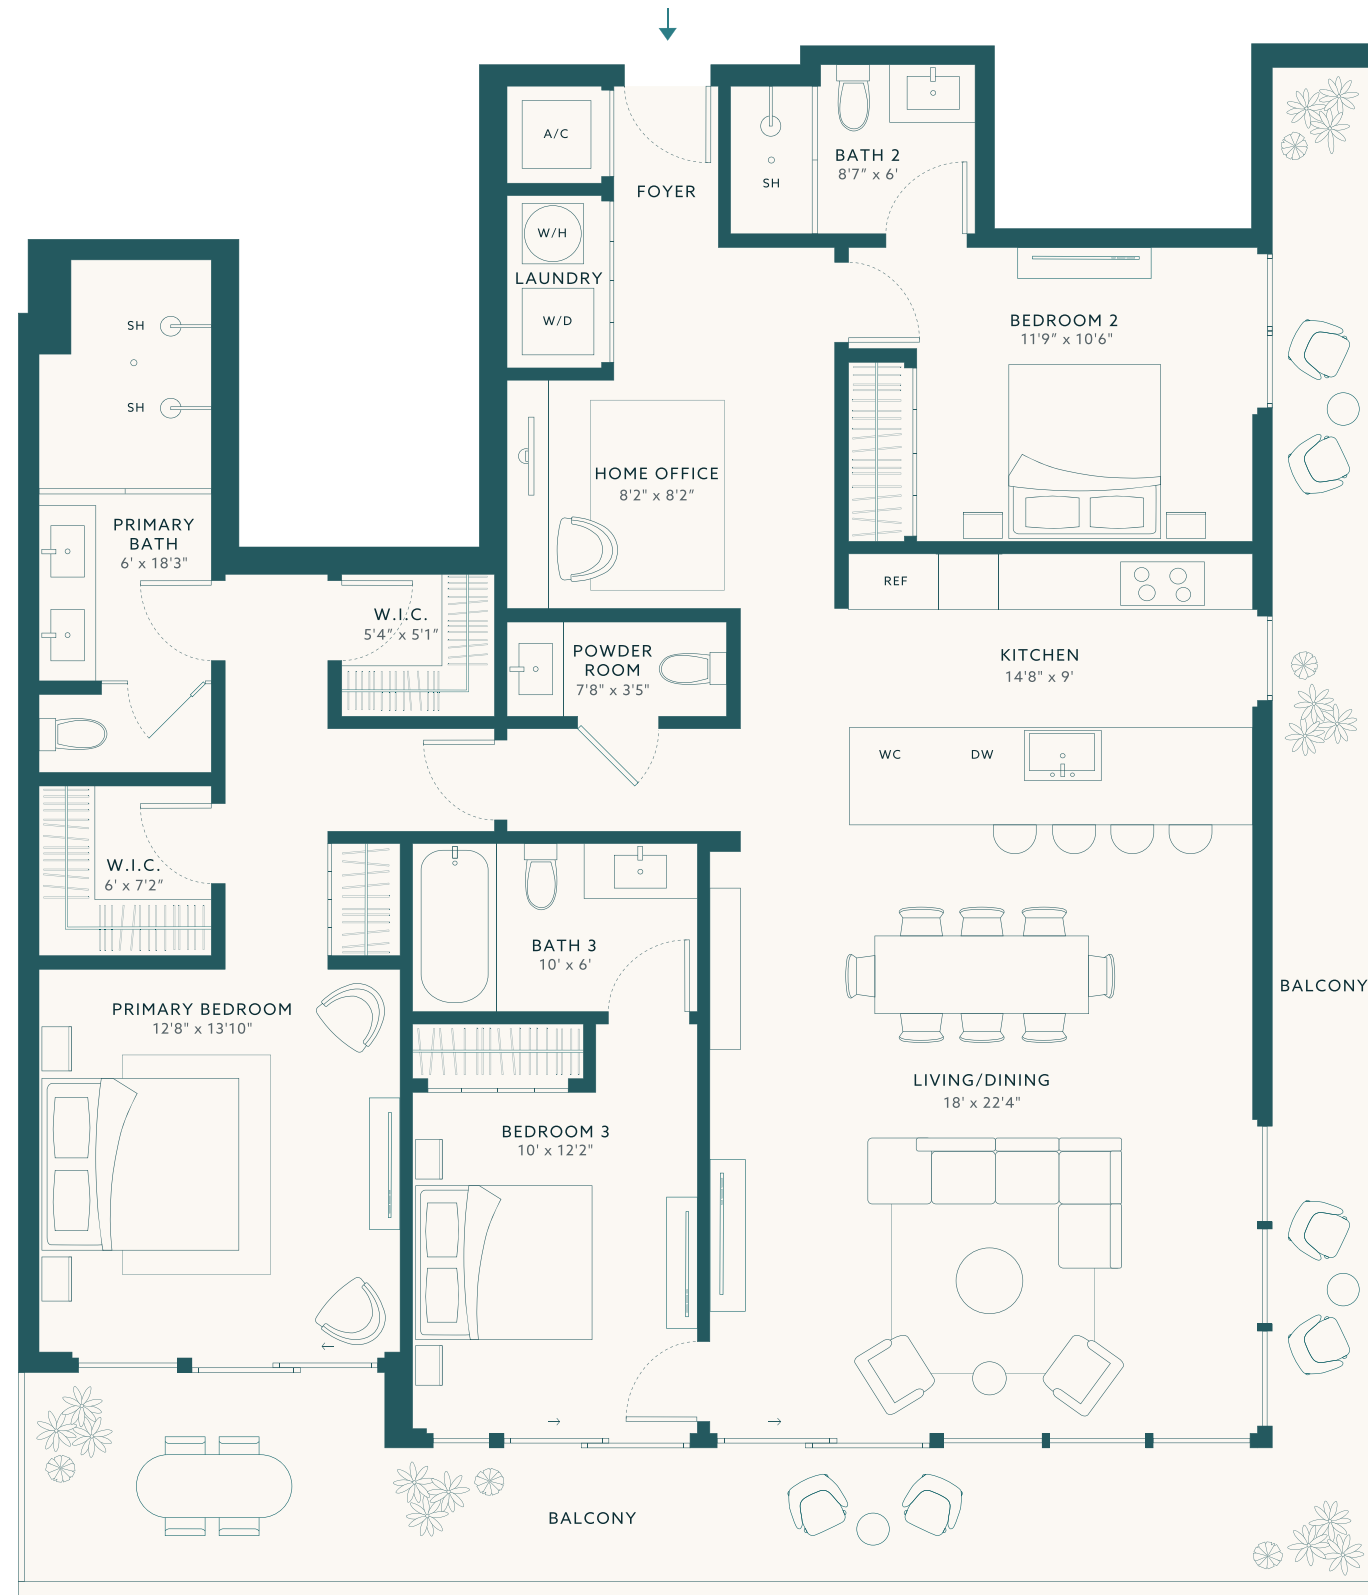 A/C
FOYER
BATH 2
8'7" x 6'
SH
W/H
LAUNDRY
W/D
SH
SH
BEDROOM 2
11'9" x 10'6"
HOME OFFICE
8'2" x 8'2"
PRIMARY
BATH
6' x 18'3"
REF
W.I.C.
5'4" x 5'1"
POWDER
ROOM
7'8" x 3'5"
KITCHEN
14'8" x 9'
WC
DW
W.I.C.
6' x 7'2"
BATH 3
10' x 6'
BALCONY
PRIMARY BEDROOM
12'8" x 13'10"
LIVING/DINING
18' x 22'4"
BEDROOM 3
10' x 12'2"
BALCONY